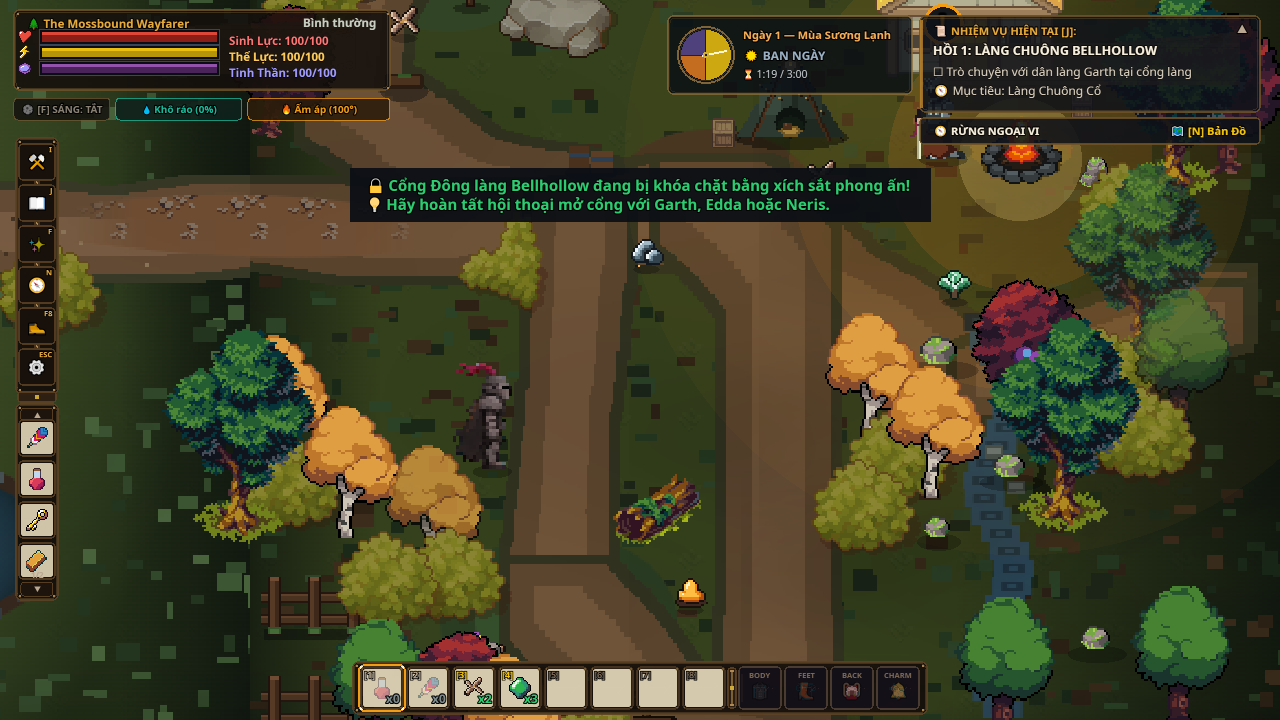 The Mossbound Wayfarer
Bình thường
Sinh Lực: 100/100
Thể Lực: 100/100
Tinh Thần: 100/100
[F] SÁNG: TẮT
Khô ráo (0%)
Ấm áp (100°)
Ngày 1 — Mùa Sương Lạnh
BAN NGÀY
1:19 / 3:00
NHIỆM VỤ HIỆN TẠI [J]:
HỒI 1: LÀNG CHUÔNG BELLHOLLOW
Trò chuyện với dân làng Garth tại cổng làng
Mục tiêu: Làng Chuông Cổ
RỪNG NGOẠI VI
[N] Bản Đồ
Cổng Đông làng Bellhollow đang bị khóa chặt bằng xích sắt phong ấn!
Hãy hoàn tất hội thoại mở cổng với Garth, Edda hoặc Neris.
I
J
F
N
F8
ESC
[1] x0
[2] x0
[3] x2
[4] x3
[5]
[6]
[7]
[8]
BODY
FEET
BACK
CHARM